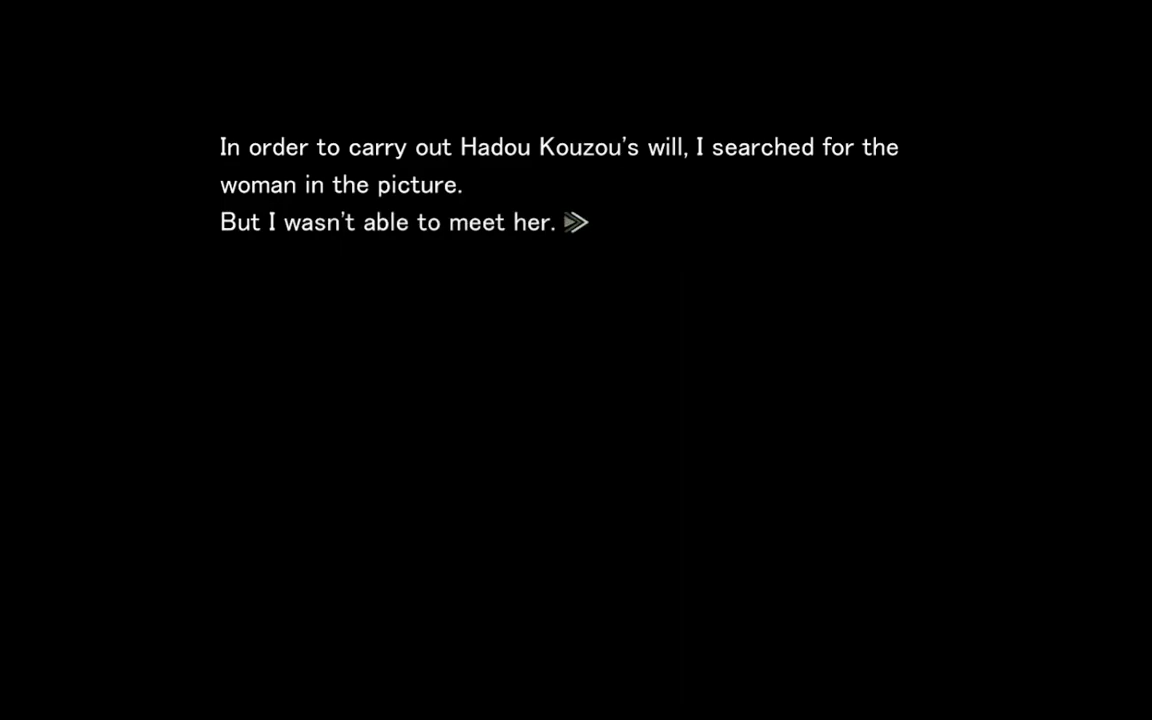 In order to carry out Hadou Kouzou's will, I searched for the
woman in the picture.
But I wasn't able to meet her.